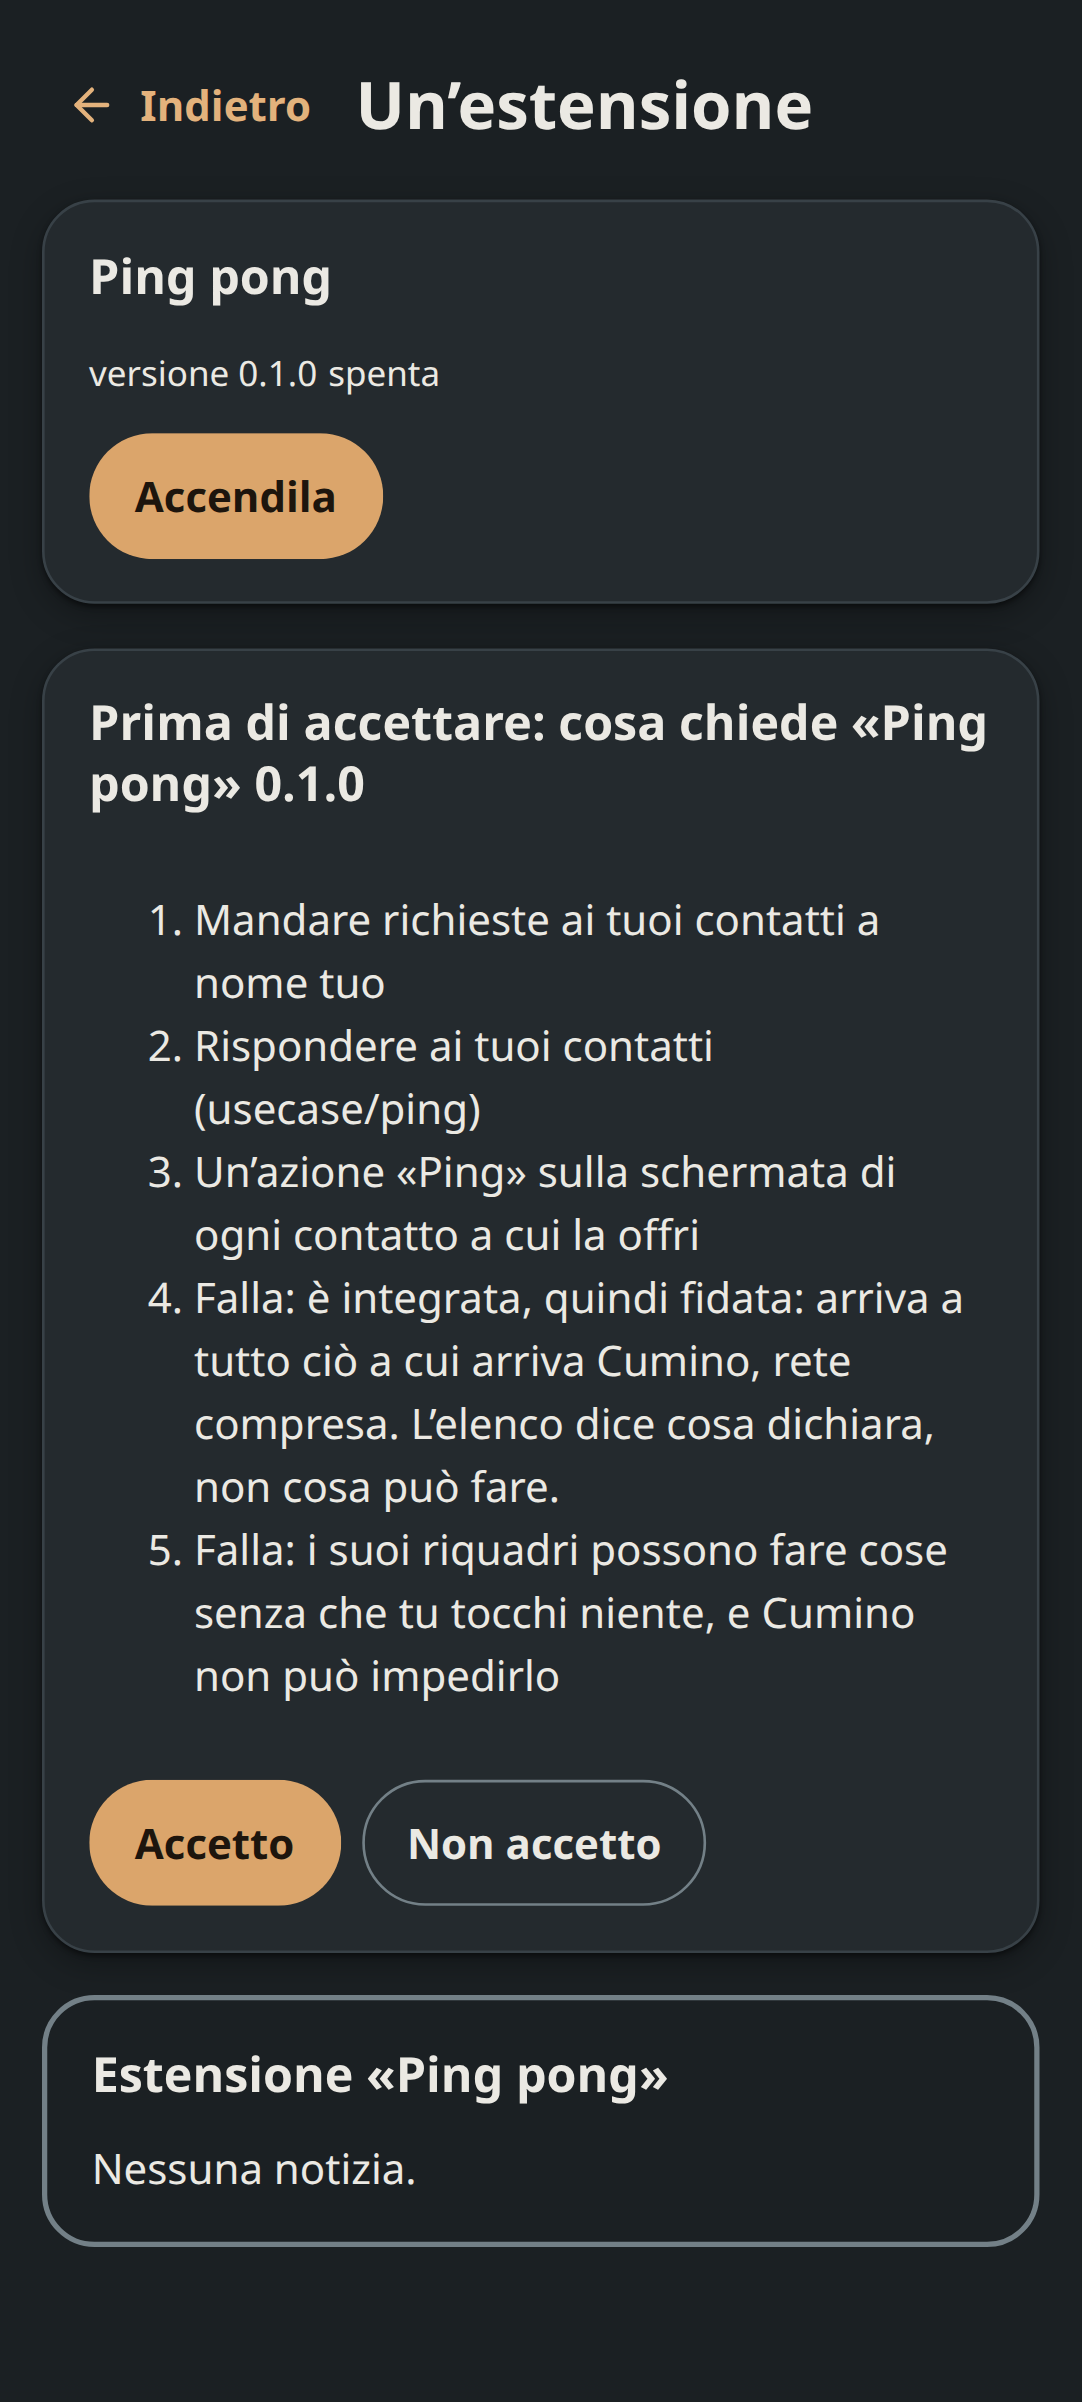 Indietro
Un’estensione
Ping pong
versione 0.1.0 spenta
Accendila
Prima di accettare: cosa chiede «Ping
pong» 0.1.0
1. Mandare richieste ai tuoi contatti a
nome tuo
2. Rispondere ai tuoi contatti
(usecase/ping)
3. Un’azione «Ping» sulla schermata di
ogni contatto a cui la offri
4. Falla: è integrata, quindi fidata: arriva a
tutto ciò a cui arriva Cumino, rete
compresa. L’elenco dice cosa dichiara,
non cosa può fare.
5. Falla: i suoi riquadri possono fare cose
senza che tu tocchi niente, e Cumino
non può impedirlo
Accetto
Non accetto
Estensione «Ping pong»
Nessuna notizia.